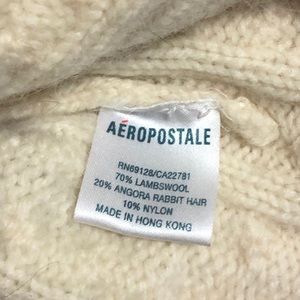 AÉROPOSTALE
RN69128/CA22781
70% LAMBSWOOL
20% ANGORA RABBIT HAIR
10% NYLON
MADE IN HONG KONG